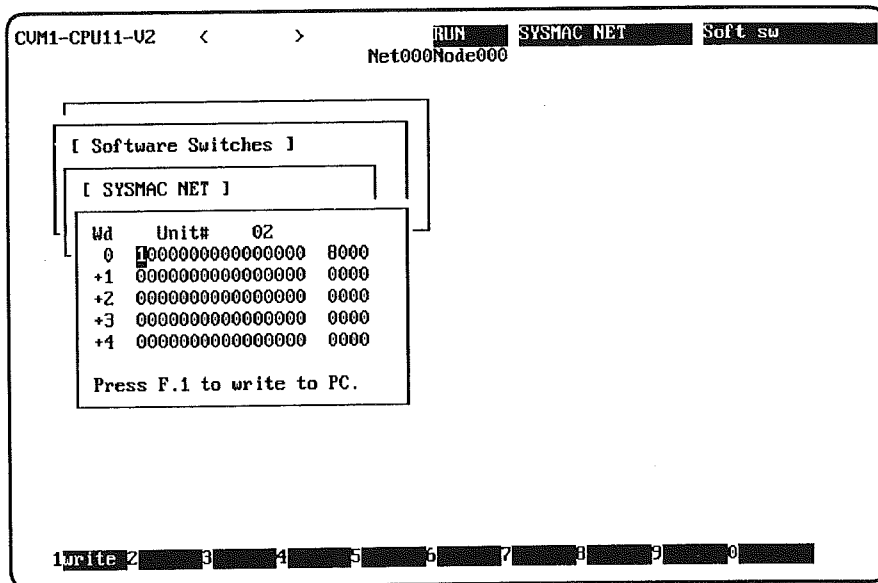 CVM1-CPU11-V2 < > RUN SYSMAC NET Soft sw
Net000Node000
[ Software Switches ]
[ SYSMAC NET ]
Wd Unit# 02
0 1000000000000000 8000
+1 0000000000000000 0000
+2 0000000000000000 0000
+3 0000000000000000 0000
+4 0000000000000000 0000
Press F.1 to write to PC.
1write 2 3 4 5 6 7 8 9 0